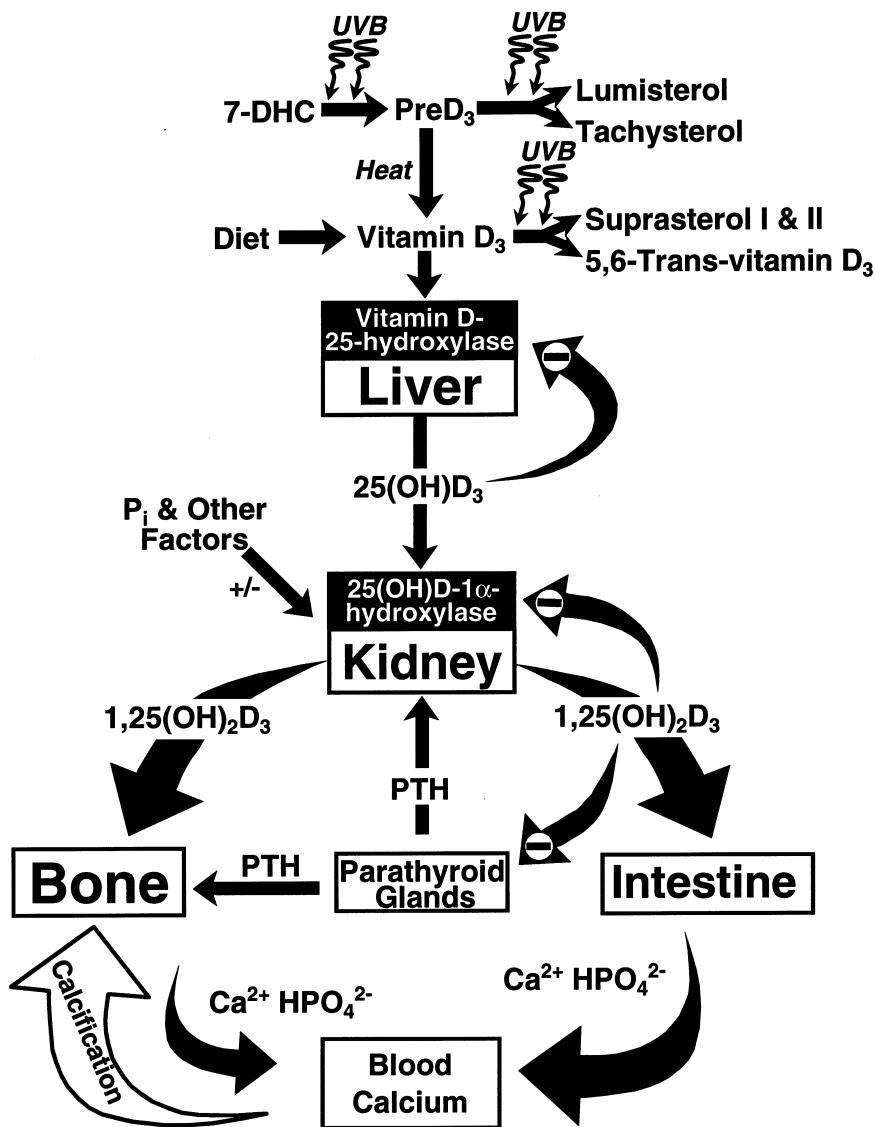 UVB
UVB
7-DHC
PreD₃
Lumisterol
Tachysterol
Heat
UVB
Diet
Vitamin D₃
Suprasterol I & II
5,6-Trans-vitamin D₃
Vitamin D-
25-hydroxylase
Liver
25(OH)D₃
Pᵢ & Other
Factors
+/-
25(OH)D-1α-
hydroxylase
Kidney
1,25(OH)₂D₃
1,25(OH)₂D₃
PTH
Bone
PTH
Parathyroid
Glands
Intestine
Calcification
Ca²⁺ HPO₄²⁻
Ca²⁺ HPO₄²⁻
Blood
Calcium